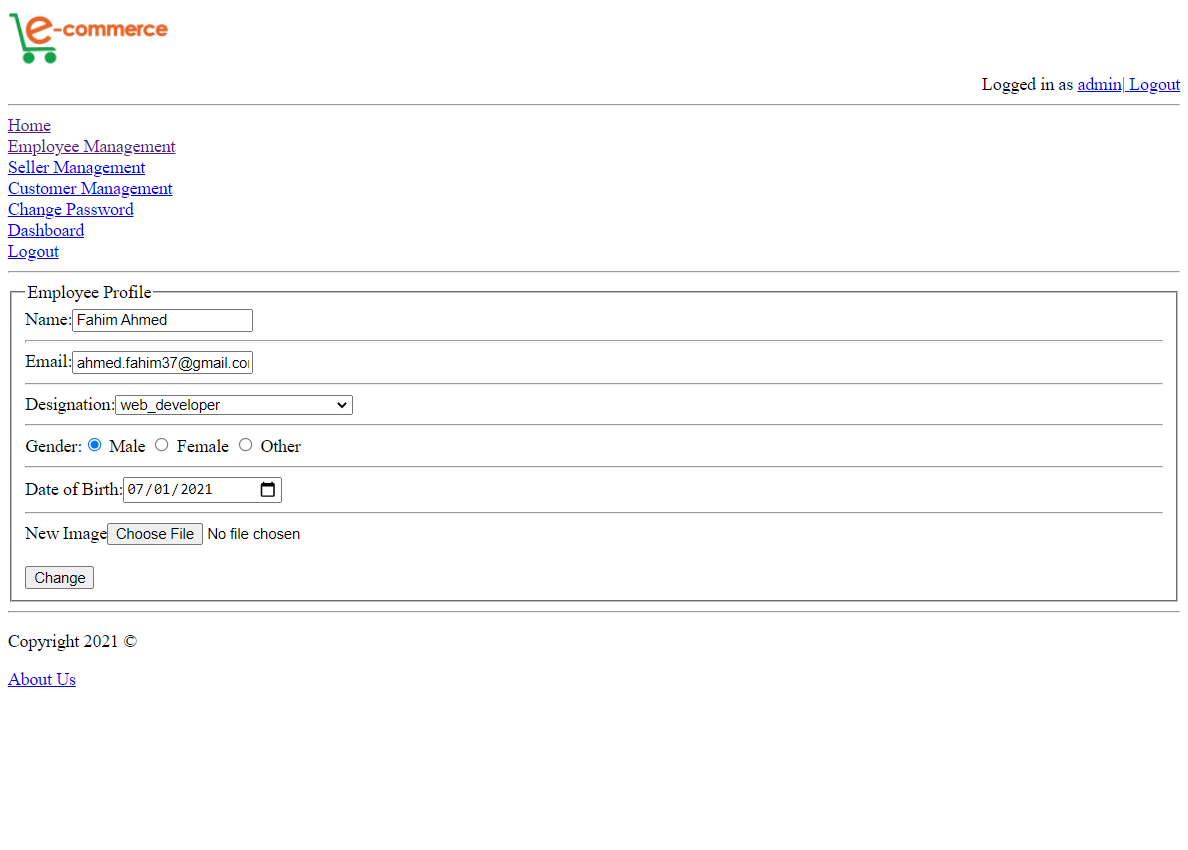 e-commerce
Logged in as admin| Logout
Home
Employee Management
Seller Management
Customer Management
Change Password
Dashboard
Logout
Employee Profile
Name: Fahim Ahmed
Email: ahmed.fahim37@gmail.co
Designation: web_developer
Gender: Male Female Other
Date of Birth: 07/01/2021
New Image Choose File No file chosen
Change
Copyright 2021 ©
About Us